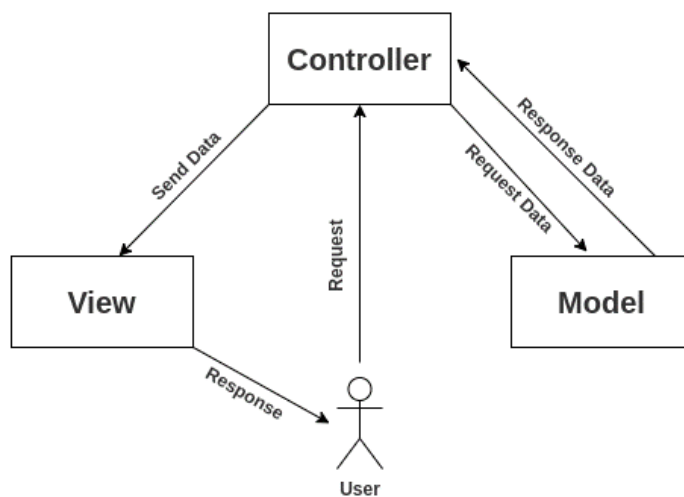 Controller
Send Data
Request
Request Data
Response Data
View
Model
Response
User